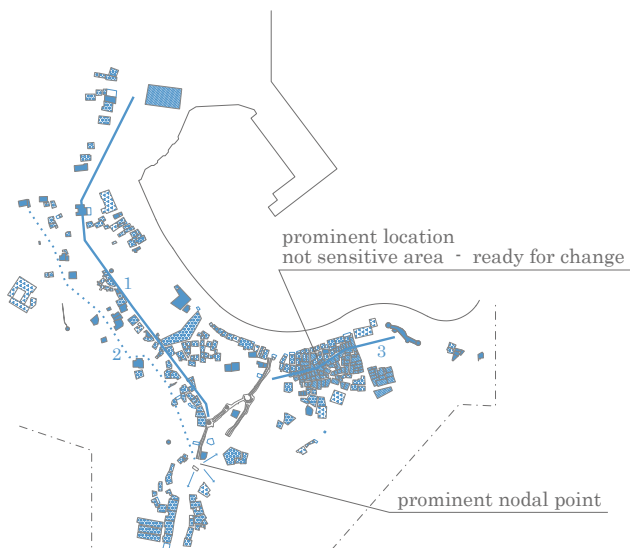 prominent location
not sensitive area - ready for change
1
3
2
prominent nodal point